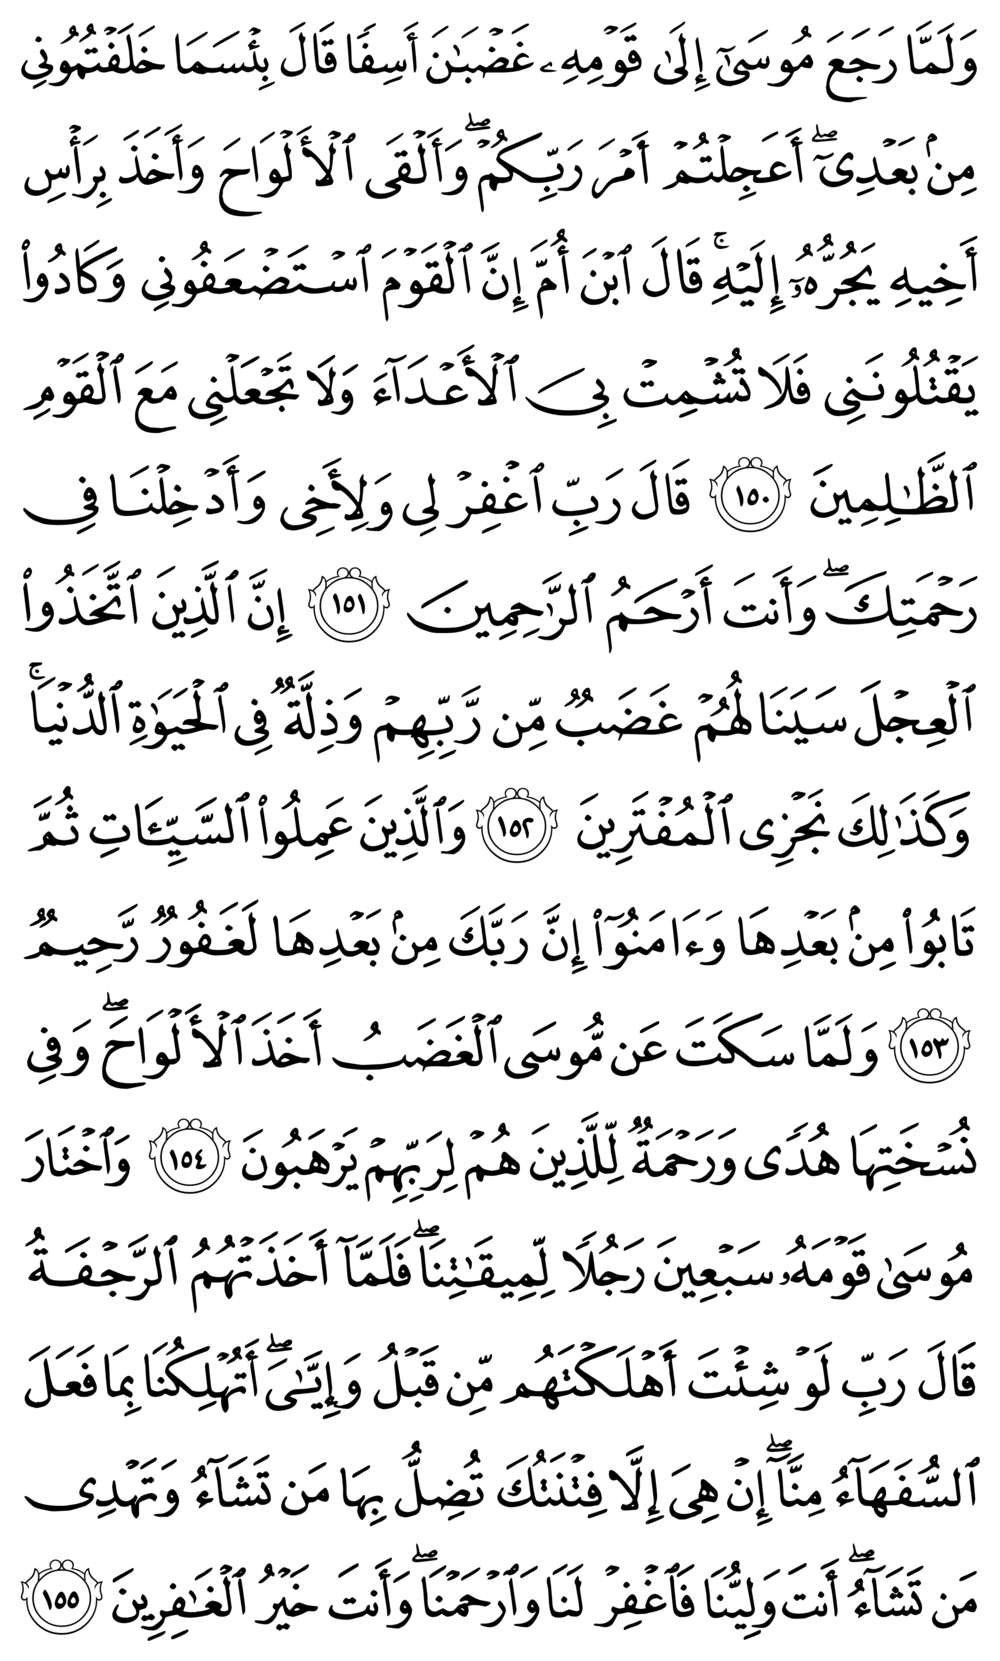 وَلَمَّا رَجَعَ مُوسَىٰٓ إِلَىٰ قَوْمِهِۦ غَضْبَٰنَ أَسِفًا قَالَ بِئْسَمَا خَلَفْتُمُونِي
مِنۢ بَعْدِىٓ ۖ أَعَجِلْتُمْ أَمْرَ رَبِّكُمْ ۖ وَأَلْقَى ٱلْأَلْوَاحَ وَأَخَذَ بِرَأْسِ
أَخِيهِ يَجُرُّهُۥٓ إِلَيْهِ ۚ قَالَ ٱبْنَ أُمَّ إِنَّ ٱلْقَوْمَ ٱسْتَضْعَفُونِي وَكَادُوا۟
يَقْتُلُونَنِي فَلَا تُشْمِتْ بِىَ ٱلْأَعْدَآءَ وَلَا تَجْعَلْنِي مَعَ ٱلْقَوْمِ
ٱلظَّٰلِمِينَ ١٥٠ قَالَ رَبِّ ٱغْفِرْ لِي وَلِأَخِي وَأَدْخِلْنَا فِي
رَحْمَتِكَ ۖ وَأَنتَ أَرْحَمُ ٱلرَّٰحِمِينَ ١٥١ إِنَّ ٱلَّذِينَ ٱتَّخَذُوا۟
ٱلْعِجْلَ سَيَنَالُهُمْ غَضَبٌ مِّن رَّبِّهِمْ وَذِلَّةٌ فِي ٱلْحَيَوٰةِ ٱلدُّنْيَا ۚ
وَكَذَٰلِكَ نَجْزِى ٱلْمُفْتَرِينَ ١٥٢ وَٱلَّذِينَ عَمِلُوا۟ ٱلسَّيِّـَٔاتِ ثُمَّ
تَابُوا۟ مِنۢ بَعْدِهَا وَءَامَنُوٓا۟ إِنَّ رَبَّكَ مِنۢ بَعْدِهَا لَغَفُورٌ رَّحِيمٌ
١٥٣ وَلَمَّا سَكَتَ عَن مُّوسَى ٱلْغَضَبُ أَخَذَ ٱلْأَلْوَاحَ ۖ وَفِي
نُسْخَتِهَا هُدًى وَرَحْمَةٌ لِّلَّذِينَ هُمْ لِرَبِّهِمْ يَرْهَبُونَ ١٥٤ وَٱخْتَارَ
مُوسَىٰ قَوْمَهُۥ سَبْعِينَ رَجُلًا لِّمِيقَٰتِنَا ۖ فَلَمَّآ أَخَذَتْهُمُ ٱلرَّجْفَةُ
قَالَ رَبِّ لَوْ شِئْتَ أَهْلَكْتَهُم مِّن قَبْلُ وَإِيَّٰىَ ۖ أَتُهْلِكُنَا بِمَا فَعَلَ
ٱلسُّفَهَآءُ مِنَّآ ۖ إِنْ هِىَ إِلَّا فِتْنَتُكَ تُضِلُّ بِهَا مَن تَشَآءُ وَتَهْدِى
مَن تَشَآءُ ۖ أَنتَ وَلِيُّنَا فَٱغْفِرْ لَنَا وَٱرْحَمْنَا ۖ وَأَنتَ خَيْرُ ٱلْغَٰفِرِينَ ١٥٥